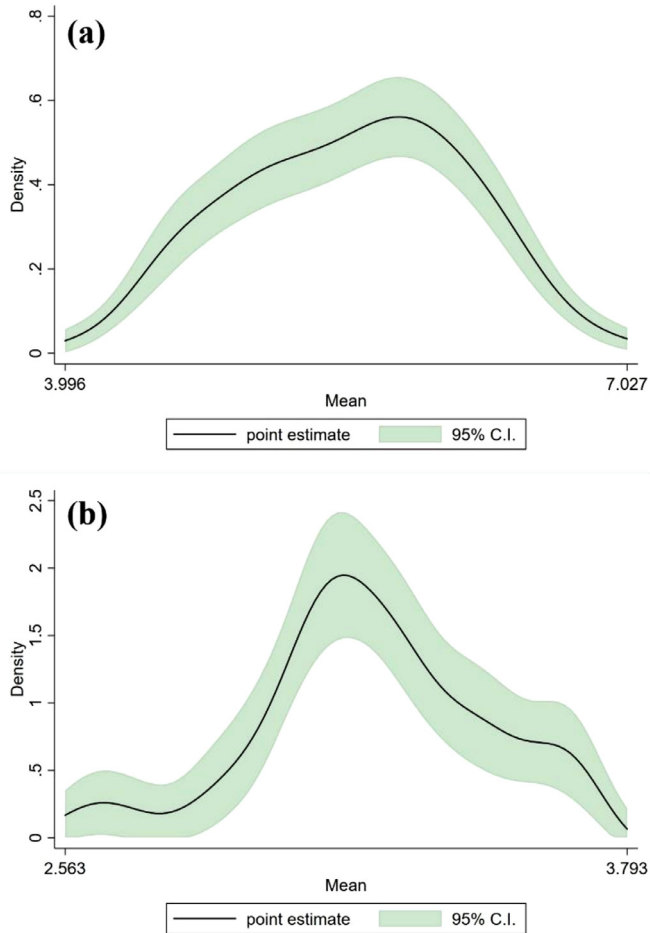 (a)
.8
.6
.4
.2
0
Density
3.996
7.027
Mean
point estimate
95% C.I.
(b)
2.5
2
1.5
1
.5
0
Density
2.563
3.793
Mean
point estimate
95% C.I.